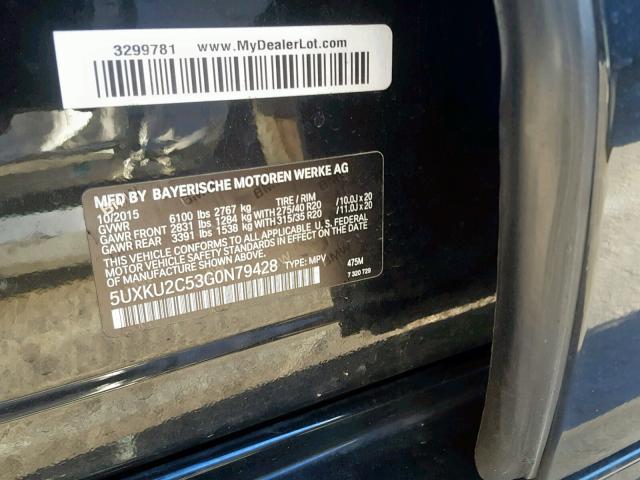 3299781 www.MyDealerLot.com
MFD BY BAYERISCHE MOTOREN WERKE AG
10/2015 TIRE / RIM
GVWR 6100 lbs 2767 kg
GAWR FRONT 2831 lbs 1284 kg WITH 275/40 R20 /10.0J x 20
GAWR REAR 3391 lbs 1538 kg WITH 315/35 R20 /11.0J x 20
THIS VEHICLE CONFORMS TO ALL APPLICABLE U.S. FEDERAL
MOTOR VEHICLE SAFETY STANDARDS IN EFFECT ON THE DATE OF
MANUFACTURE SHOWN ABOVE.
5UXKU2C53G0N79428 TYPE: MPV 475M
7 320 729